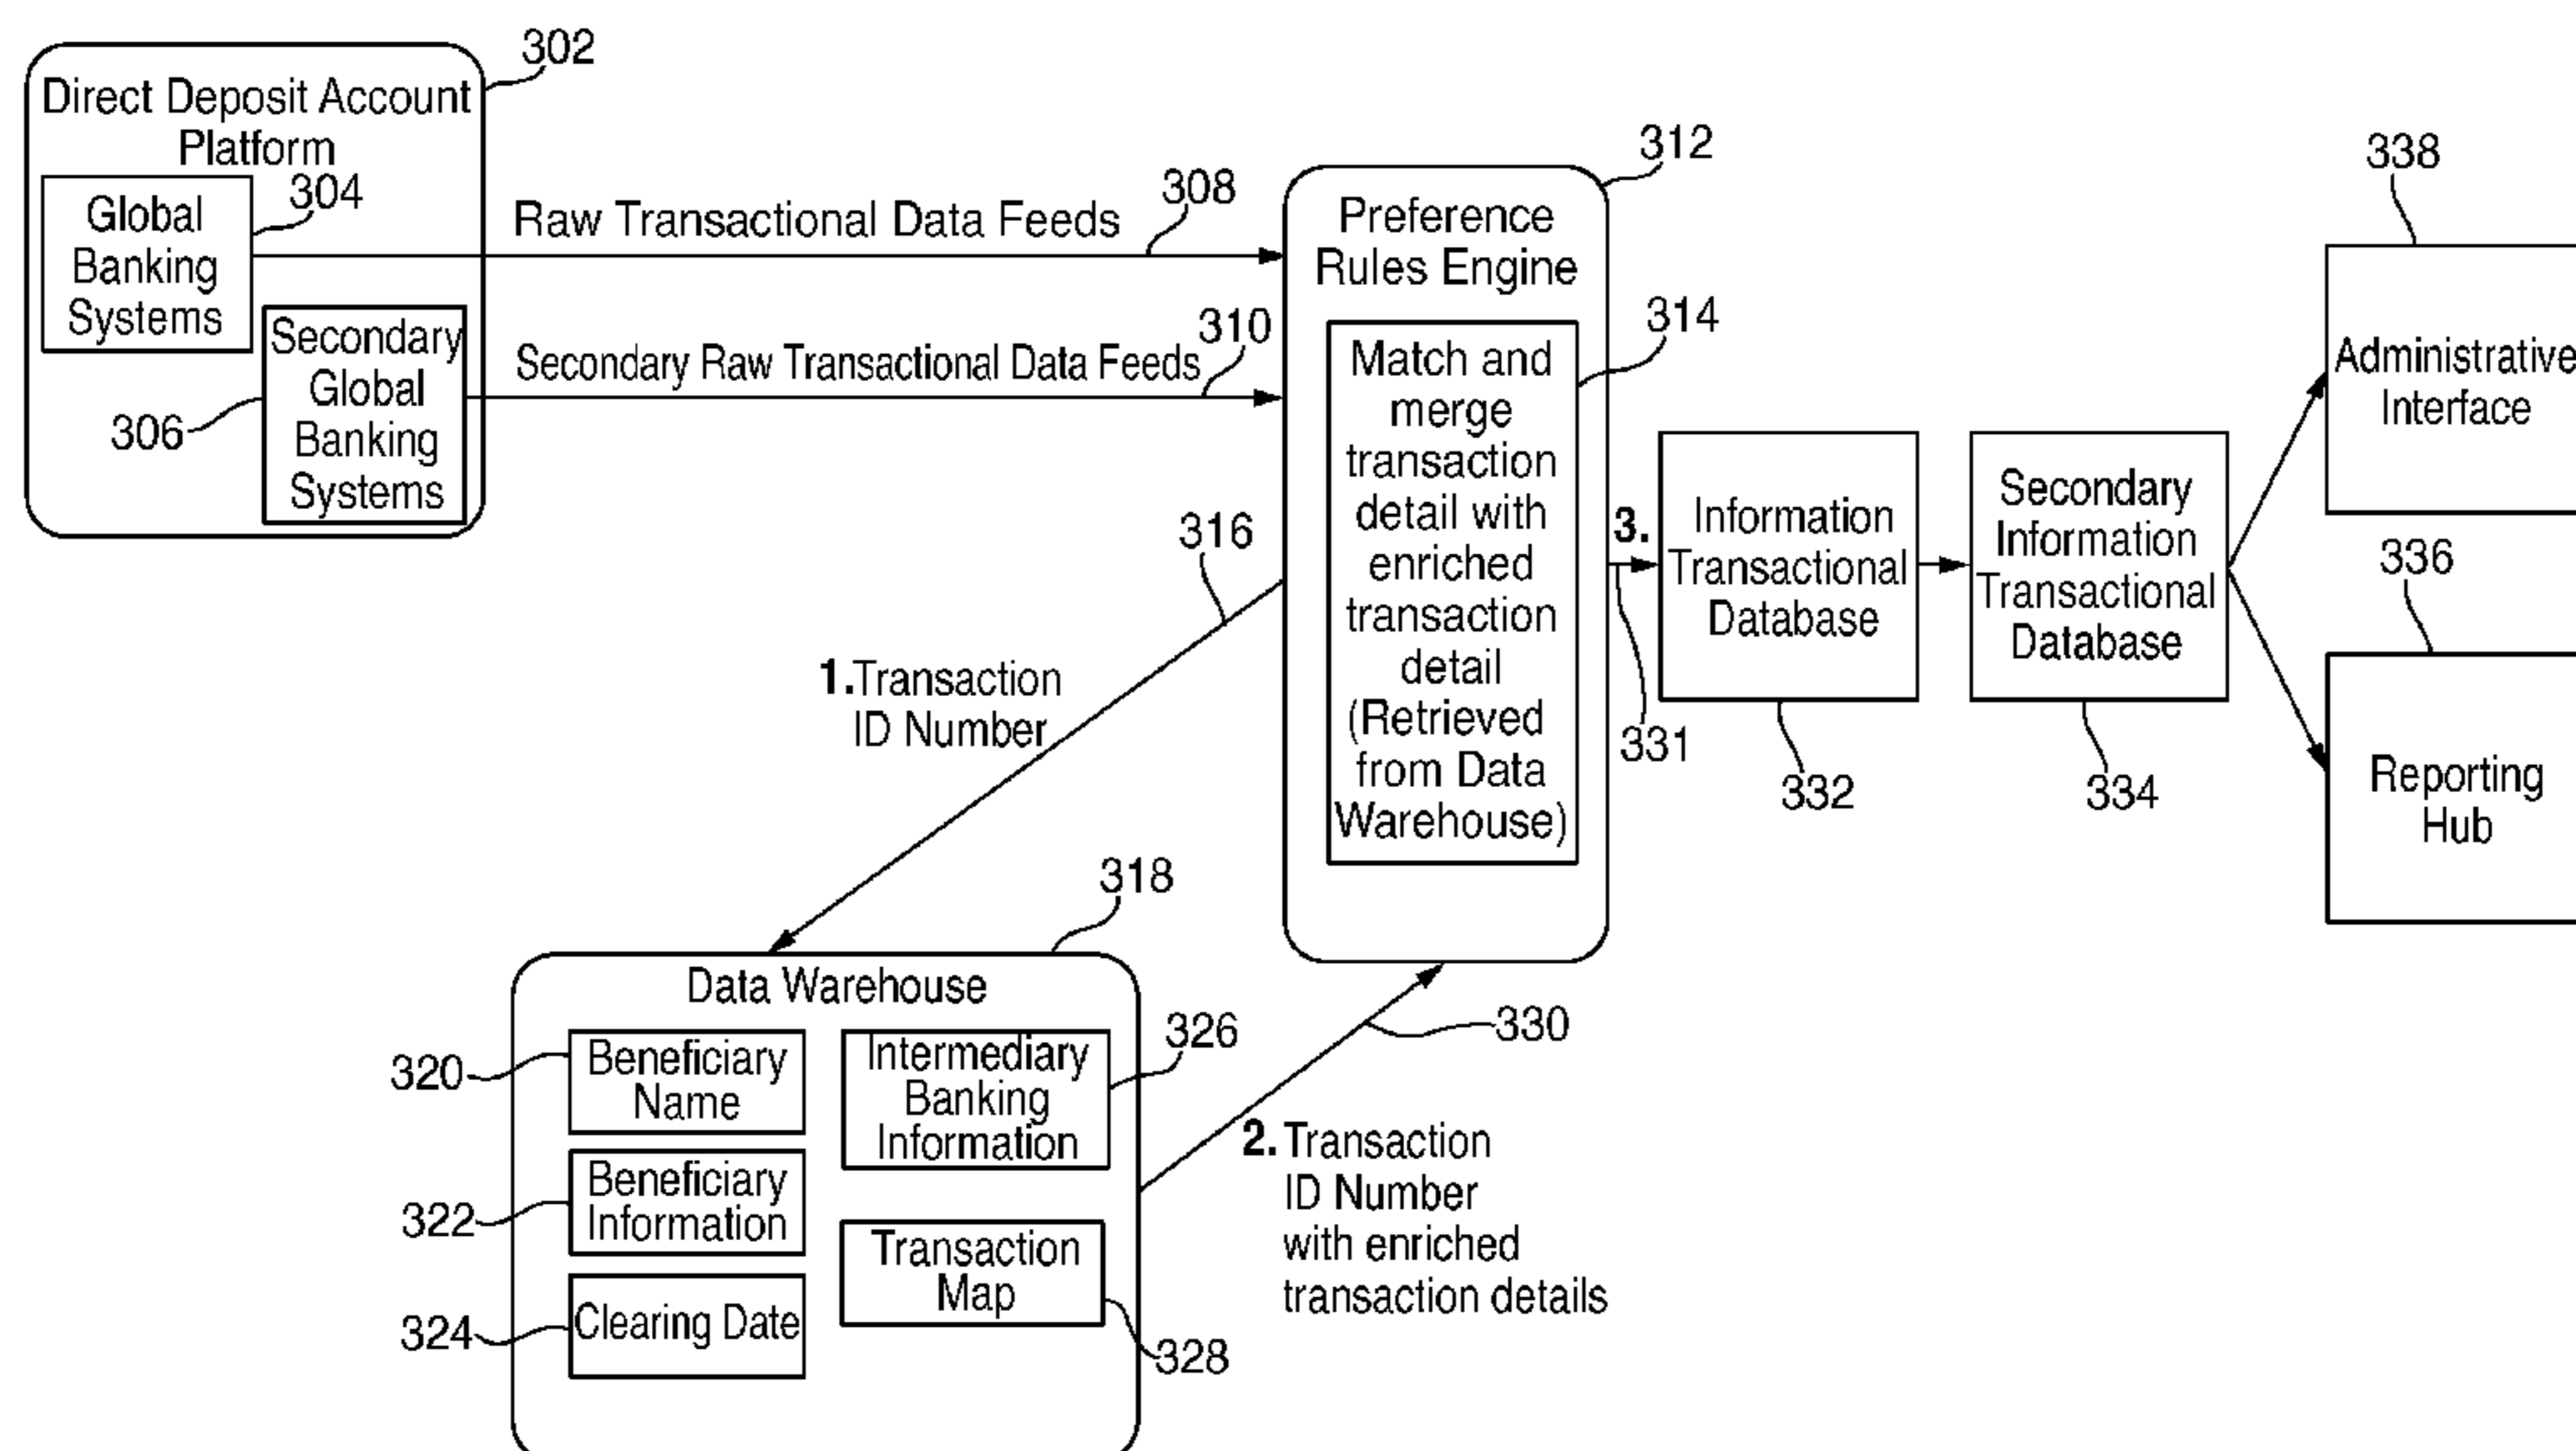 302
Direct Deposit Account
Platform
304
Global
Banking
Systems
306
Secondary
Global
Banking
Systems
Raw Transactional Data Feeds
308
Secondary Raw Transactional Data Feeds
310
312
Preference
Rules Engine
314
Match and
merge
transaction
detail with
enriched
transaction
detail
(Retrieved
from Data
Warehouse)
316
1.Transaction
ID Number
318
Data Warehouse
320
Beneficiary
Name
322
Beneficiary
Information
324
Clearing Date
326
Intermediary
Banking
Information
Transaction
Map
328
330
2. Transaction
ID Number
with enriched
transaction details
3.
331
Information
Transactional
Database
332
Secondary
Information
Transactional
Database
334
338
Administrative
Interface
336
Reporting
Hub